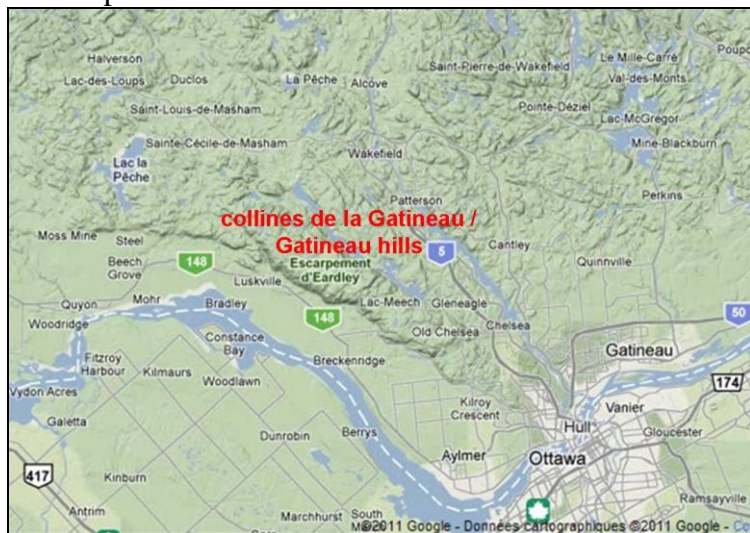 Halverson
Le Mille-Carré
Lac-des-Loups
Duclos
La Pêche
Alcove
Saint-Pierre-de-Wakefield
Val-des-Monts
Saint-Louis-de-Masham
Pointe-Déziel
Lac-McGregor
Sainte-Cécile-de-Masham
Wakefield
Mine-Blackburn
Lac la
Pêche
Patterson
Perkins
collines de la Gatineau /
Gatineau hills
Moss Mine
Steel
5
Cantley
Beech
Grove
148
Escarpement
d'Eardley
Quinnville
Luskville
Quyon
Mohr
Bradley
Lac-Meech
Gleneagle
Woodridge
148
Old Chelsea
Chelsea
50
Constance
Bay
Breckenridge
Gatineau
Fitzroy
Harbour
Kilmaurs
Woodlawn
174
Vydon Acres
Kilroy
Crescent
Vanier
Galetta
Hull
Dunrobin
Berrys
Gloucester
Aylmer
Ottawa
417
Kinburn
Ramsayville
Antrim
Marchhurst
South
©2011 Google - Données cartographiques ©2011 Google - Co